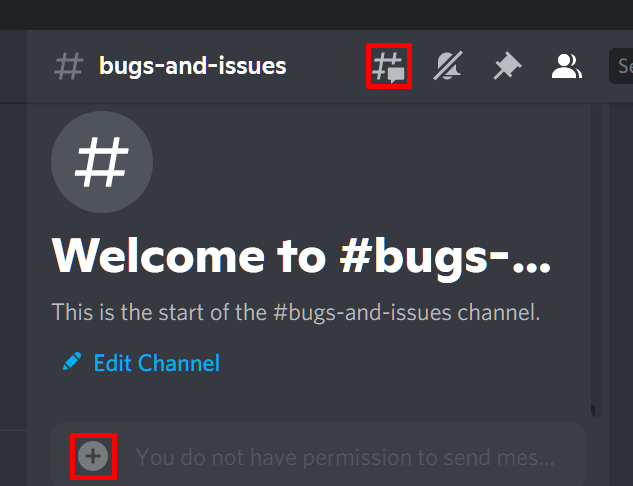 bugs-and-issues
Se
Welcome to #bugs-...
This is the start of the #bugs-and-issues channel.
Edit Channel
You do not have permission to send mes...